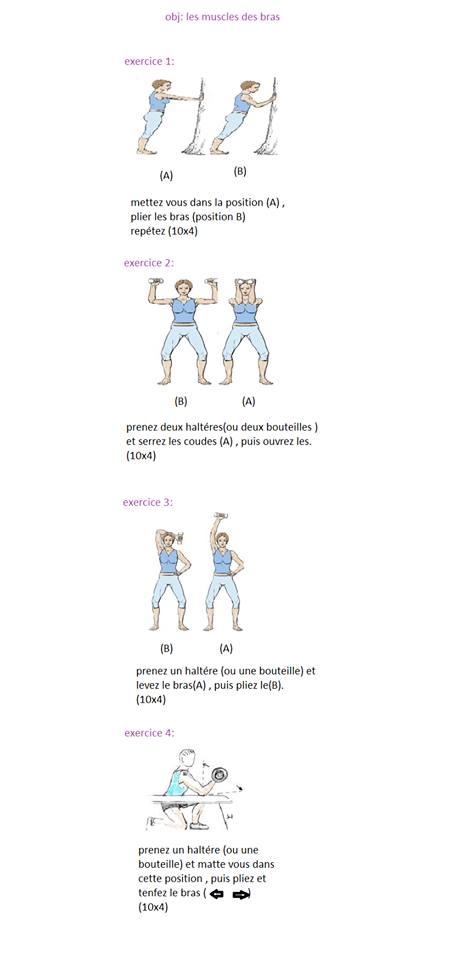 obj: les muscles des bras
exercice 1:
(A)
(B)
mettez vous dans la position (A) ,
plier les bras (position B)
repétez (10x4)
exercice 2:
(B)
(A)
prenez deux haltéres(ou deux bouteilles )
et serrez les coudes (A) , puis ouvrez les.
(10x4)
exercice 3:
(B)
(A)
prenez un haltére (ou une bouteille) et
levez le bras(A) , puis pliez le(B).
(10x4)
exercice 4:
prenez un haltére (ou une
bouteille) et matte vous dans
cette position , puis pliez et
tenfez le bras ( )
(10x4)